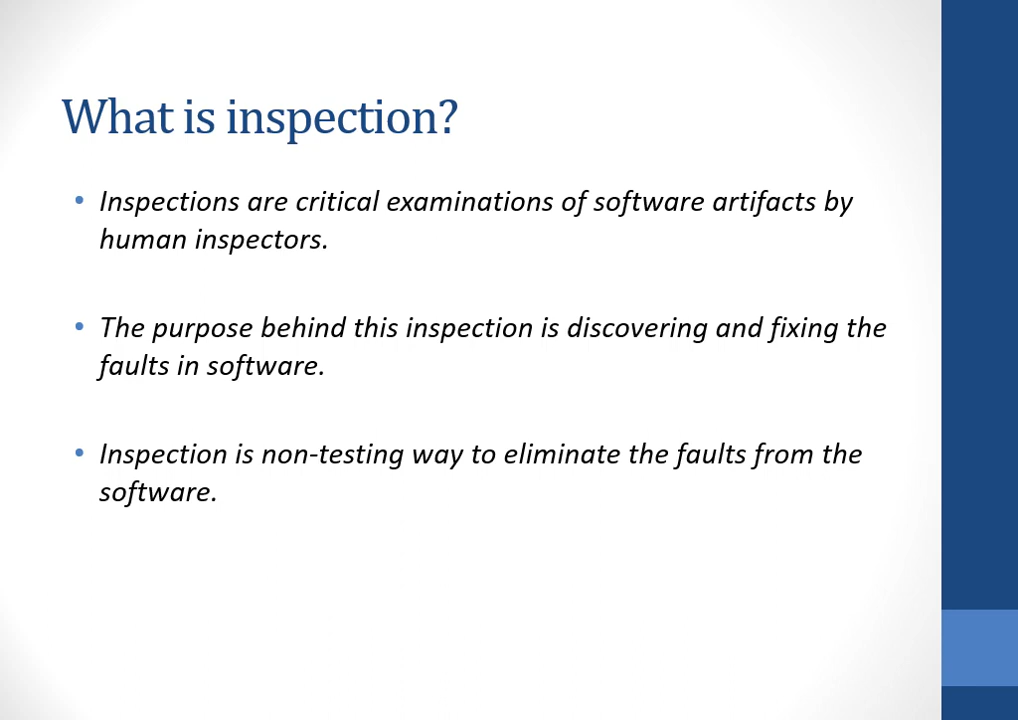 What is inspection?
• Inspections are critical examinations of software artifacts by
human inspectors.
• The purpose behind this inspection is discovering and fixing the
faults in software.
• Inspection is non-testing way to eliminate the faults from the
software.